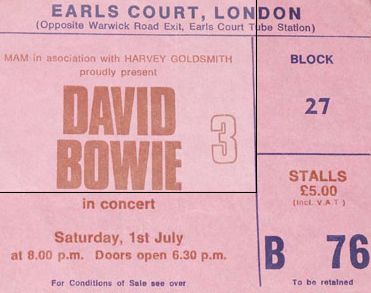 EARLS COURT, LONDON
(Opposite Warwick Road Exit, Earls Court Tube Station)
MAM in asociation with HARVEY GOLDSMITH
proudly present
DAVID
BOWIE
3
in concert
Saturday, 1st July
at 8.00 p.m. Doors open 6.30 p.m.
For Conditions of Sale see over
BLOCK
27
STALLS
£5.00
(incl. V.A.T)
B 76
To be retained